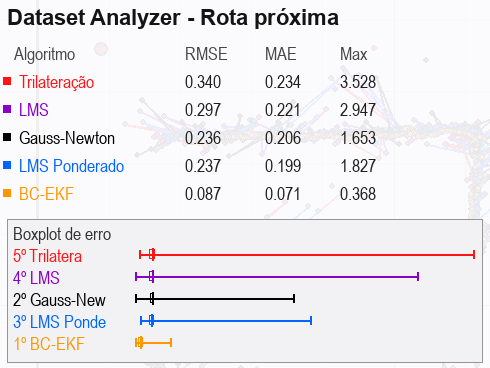 Dataset Analyzer - Rota próxima
Algoritmo RMSE MAE Max
Trilateração 0.340 0.234 3.528
LMS 0.297 0.221 2.947
Gauss-Newton 0.236 0.206 1.653
LMS Ponderado 0.237 0.199 1.827
BC-EKF 0.087 0.071 0.368
Boxplot de erro
5º Trilatera
4º LMS
2º Gauss-New
3º LMS Ponde
1º BC-EKF